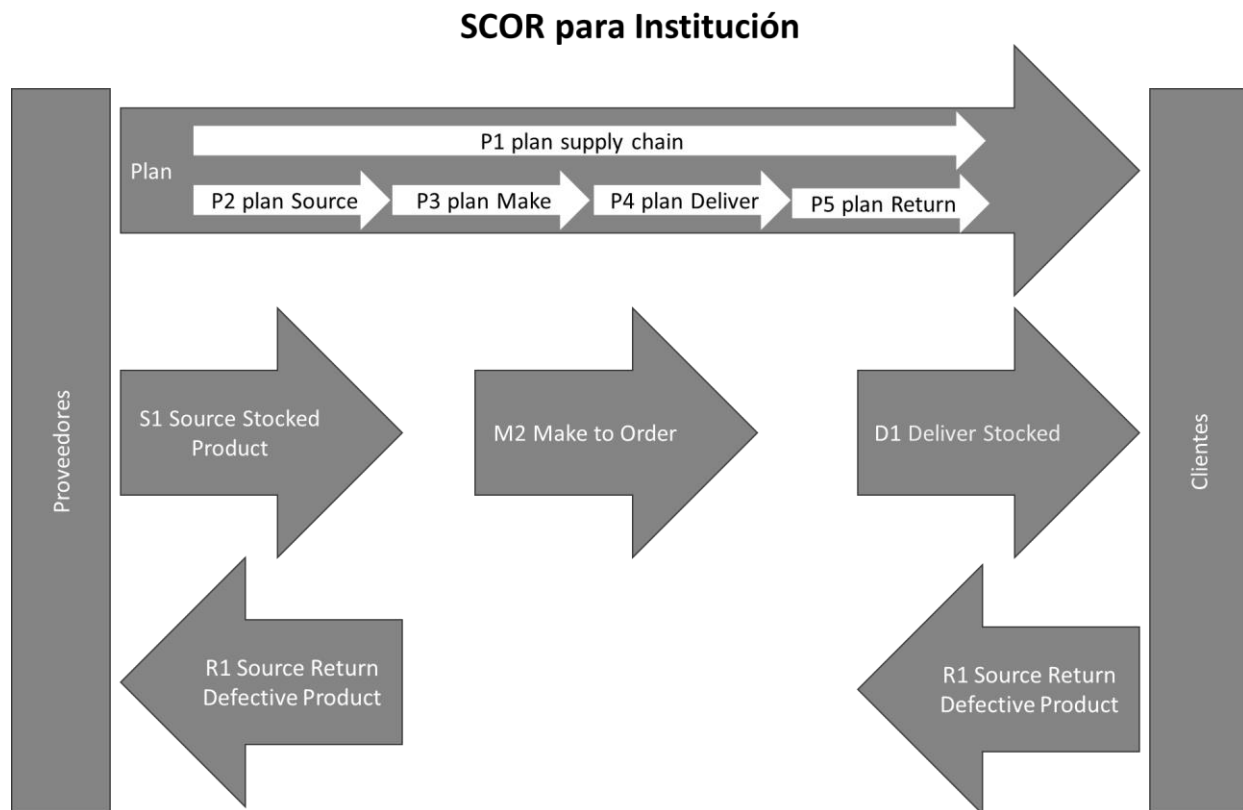 SCOR para Institución
P1 plan supply chain
Plan
P2 plan Source
P3 plan Make
P4 plan Deliver
P5 plan Return
Proveedores
S1 Source Stocked
Product
M2 Make to Order
D1 Deliver Stocked
Clientes
R1 Source Return
Defective Product
R1 Source Return
Defective Product